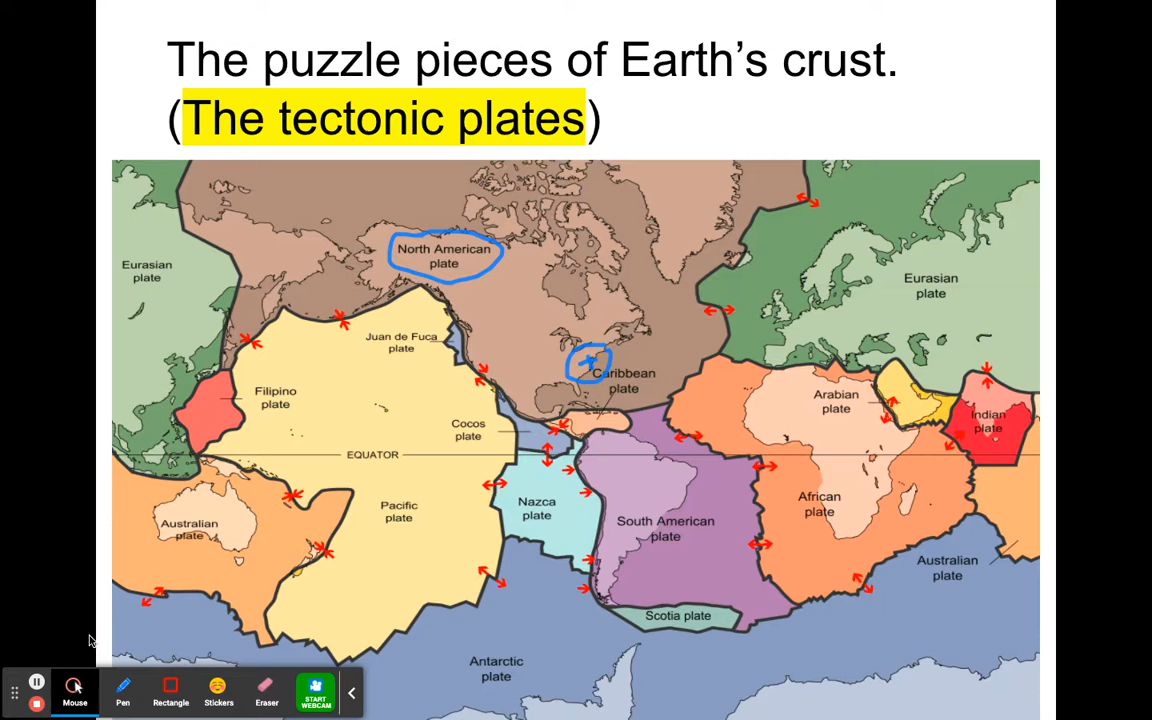 The puzzle pieces of Earth’s crust.
(The tectonic plates)
North American
plate
Eurasian
plate
Eurasian
plate
Juan de Fuca
plate
Caribbean
plate
Filipino
plate
Arabian
plate
Indian
plate
Cocos
plate
EQUATOR
Nazca
plate
Pacific
plate
Australian
plate
South American
plate
African
plate
Australian
plate
Scotia plate
Antarctic
plate
Mouse
Pen
Rectangle
Stickers
Eraser
START
WEBCAM